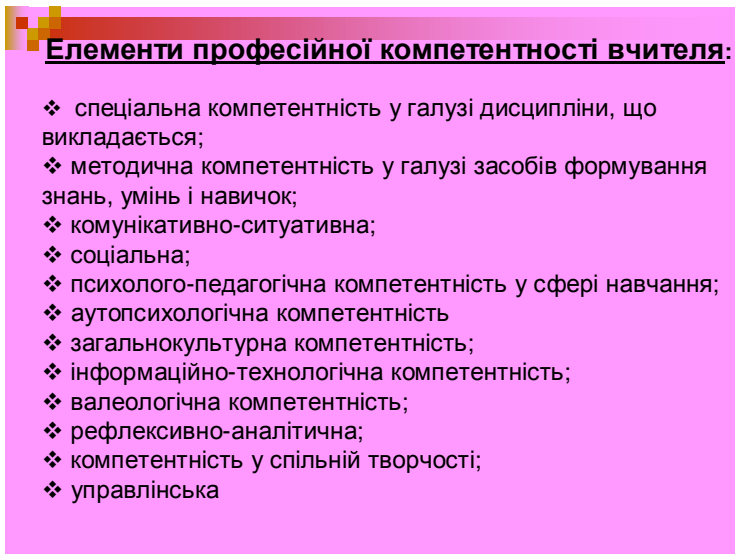 Елементи професійної компетентності вчителя:
❖ спеціальна компетентність у галузі дисципліни, що
викладається;
❖ методична компетентність у галузі засобів формування
знань, умінь і навичок;
❖ комунікативно-ситуативна;
❖ соціальна;
❖ психолого-педагогічна компетентність у сфері навчання;
❖ аутопсихологічна компетентність
❖ загальнокультурна компетентність;
❖ інформаційно-технологічна компетентність;
❖ валеологічна компетентність;
❖ рефлексивно-аналітична;
❖ компетентність у спільній творчості;
❖ управлінська